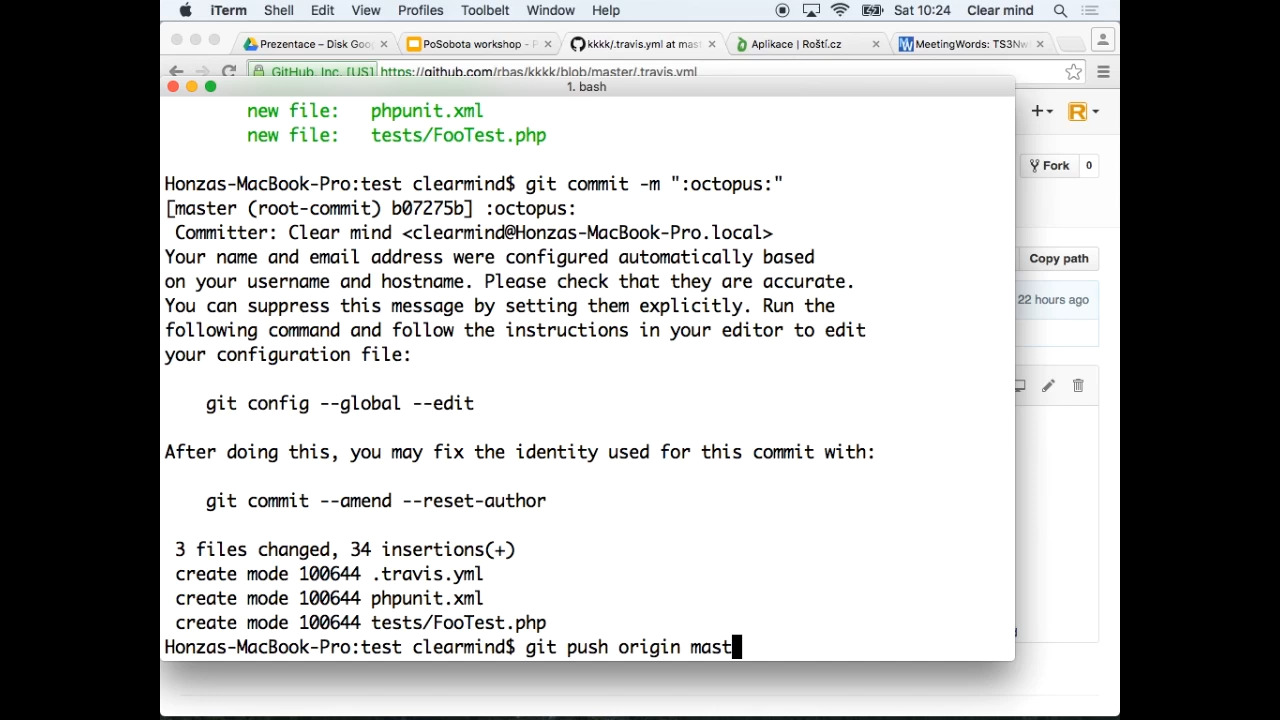 iTerm Shell Edit View Profiles Toolbelt Window Help Sat 10:24 Clear mind
Prezentace – Disk Goo PoSobota workshop - P kkkk/.travis.yml at mast Aplikace | Roští.cz MeetingWords: TS3Nw
GitHub, Inc. [US] https://github.com/rbas/kkkk/blob/master/.travis.yml
1. bash
new file: phpunit.xml
new file: tests/FooTest.php
Fork 0
Honzas-MacBook-Pro:test clearmind$ git commit -m ":octopus:"
[master (root-commit) b07275b] :octopus:
Committer: Clear mind <clearmind@Honzas-MacBook-Pro.local>
Your name and email address were configured automatically based
Copy path
on your username and hostname. Please check that they are accurate.
You can suppress this message by setting them explicitly. Run the
22 hours ago
following command and follow the instructions in your editor to edit
your configuration file:
git config --global --edit
After doing this, you may fix the identity used for this commit with:
git commit --amend --reset-author
3 files changed, 34 insertions(+)
create mode 100644 .travis.yml
create mode 100644 phpunit.xml
create mode 100644 tests/FooTest.php
Honzas-MacBook-Pro:test clearmind$ git push origin mast